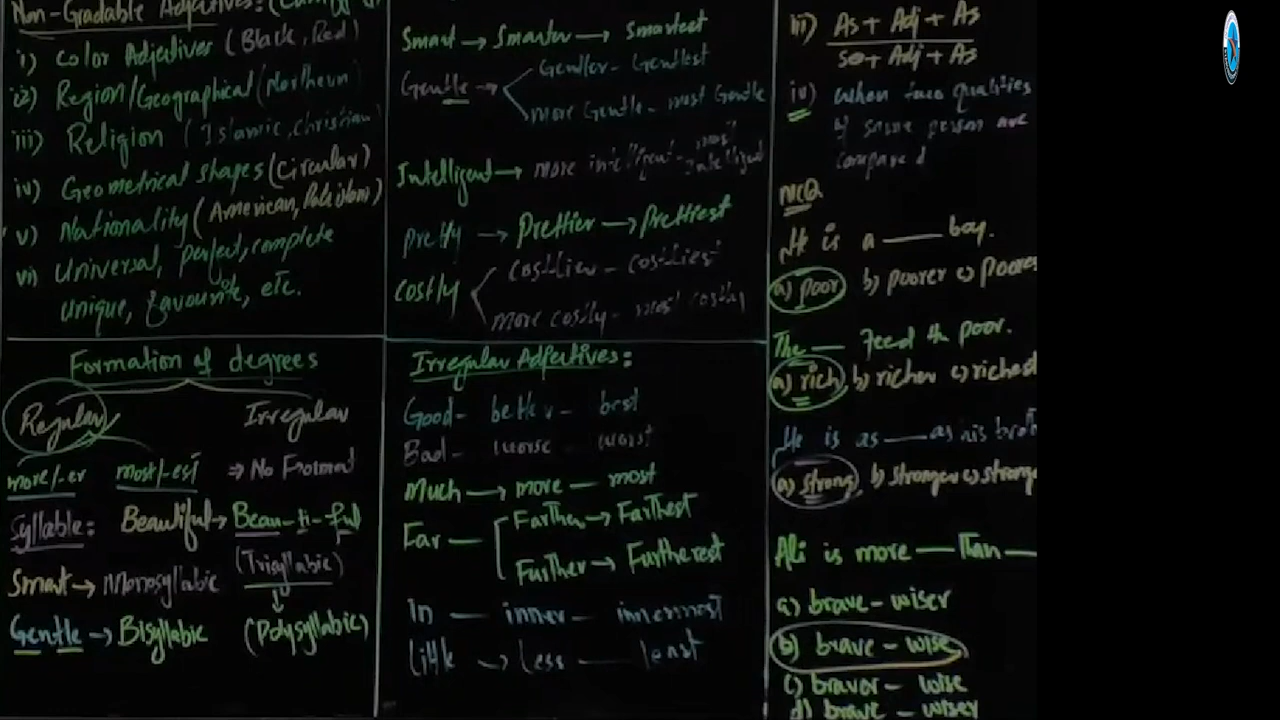 Non-Gradable Adjectives:
i) Color Adjectives (Black, Red)
ii) Region/Geographical (Northern)
iii) Religion (Islamic, Christian)
iv) Geometrical shapes (Circular)
v) Nationality (American, Pakistani)
vi) Universal, perfect, complete
unique, favourite, etc.
Formation of degrees
Regular Irregular
more/-er most/-est ⇒ No Format
Syllable: Beautiful → Beau-ti-ful
(Trisyllabic)
Smart → Monosyllabic
Gentle → Bisyllabic (Polysyllabic)
Smart → Smarter → smartest
Gentle → Gentler - Gentlest
more Gentle - most Gentle
Intelligent → more intelligent - most intelligent
Pretty → Prettier → Prettiest
Costly costlier - costliest
more costly - most costly
Irregular Adjectives:
Good - better - best
Bad - worse - worst
Much → more - most
Far - Farther → Farthest
Further → Furtherest
In - inner - innermost
little → less - least
iii) As + Adj + As
So + Adj + As
iv) When two qualities
of same person are
compared
MCQ
He is a — boy.
a) poor b) poorer c) poores
The — feed the poor.
a) rich b) richer c) richest
He is as — as his brot
a) strong b) stronger c) stronge
Ali is more — Than —
a) brave - wiser
b) brave - wise
c) braver - wise
d) brave - wiser